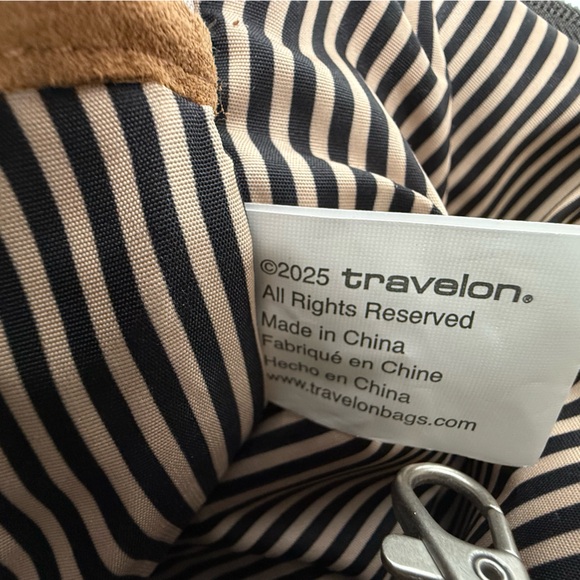 ©2025 travelon®
All Rights Reserved
Made in China
Fabriqué en Chine
Hecho en China
www.travelonbags.com